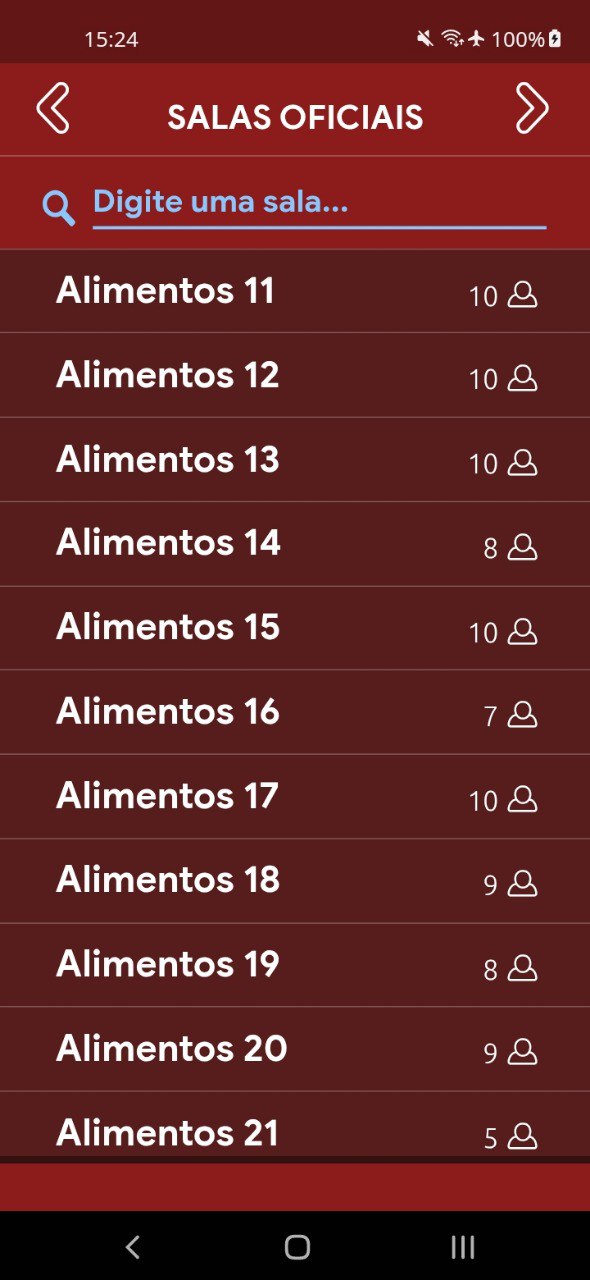 15:24 100%
SALAS OFICIAIS
Digite uma sala...
Alimentos 11 10
Alimentos 12 10
Alimentos 13 10
Alimentos 14 8
Alimentos 15 10
Alimentos 16 7
Alimentos 17 10
Alimentos 18 9
Alimentos 19 8
Alimentos 20 9
Alimentos 21 5